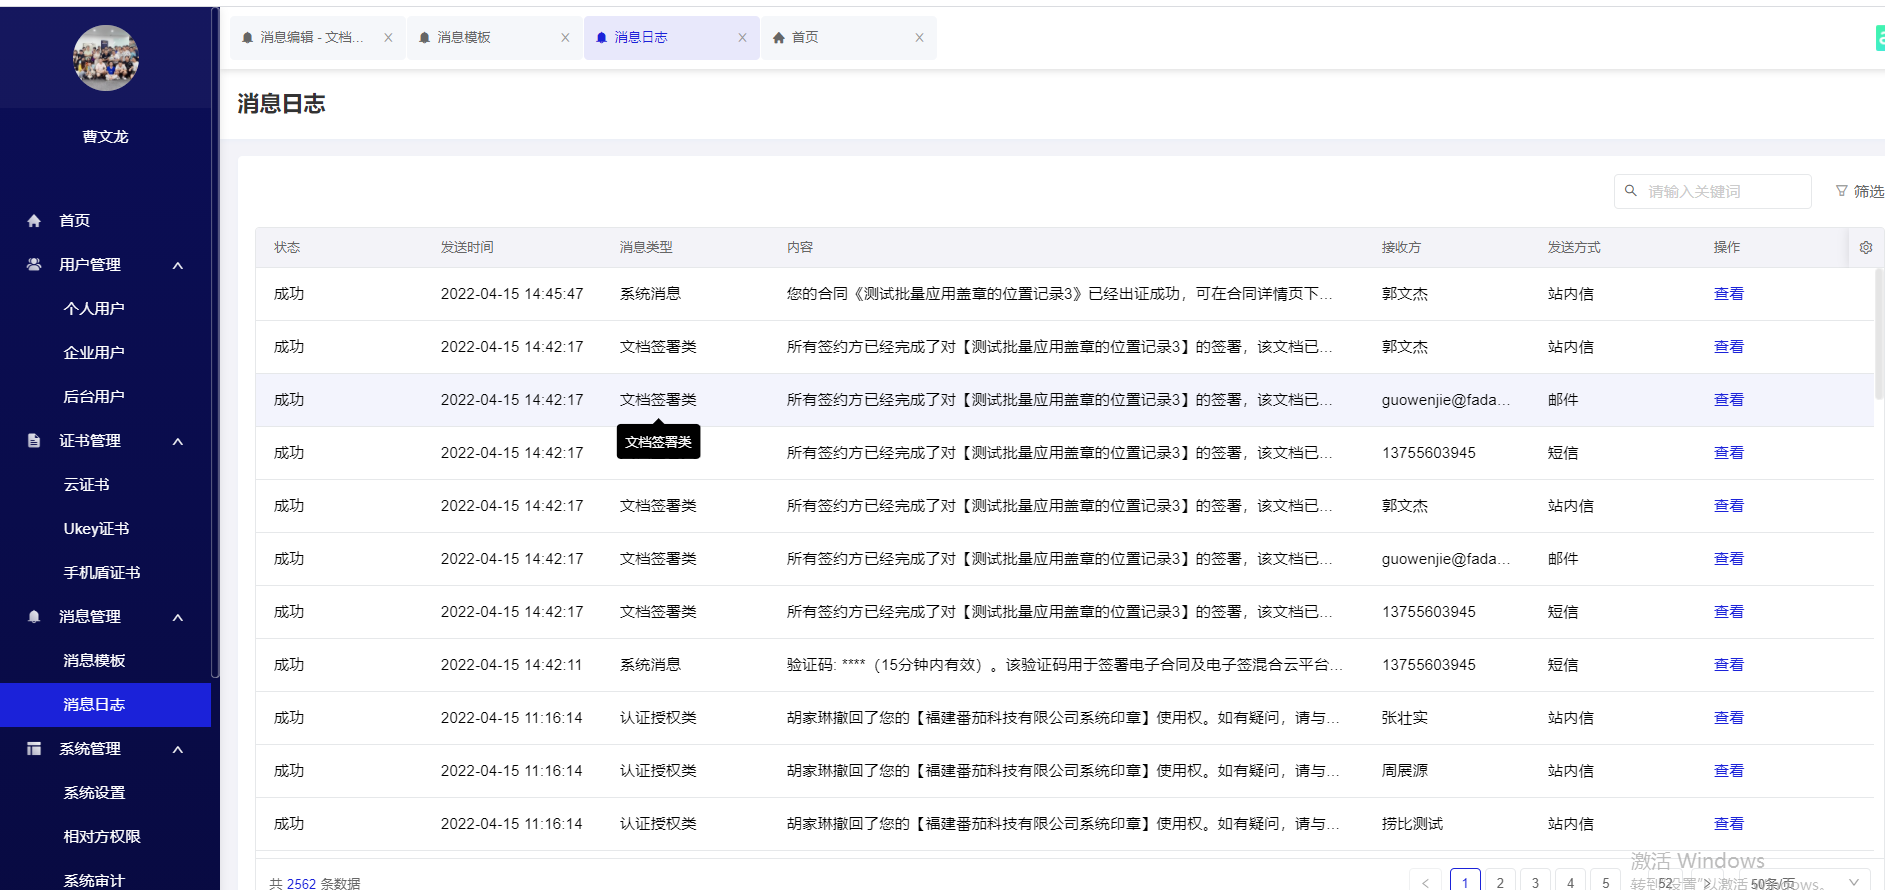 消息编辑 - 文档...
消息模板
消息日志
首页
消息日志
曹文龙
首页
用户管理
个人用户
企业用户
后台用户
证书管理
云证书
Ukey证书
手机盾证书
消息管理
消息模板
消息日志
系统管理
系统设置
相对方权限
系统审计
请输入关键词
筛选
状态 发送时间 消息类型 内容 接收方 发送方式 操作
成功 2022-04-15 14:45:47 系统消息 您的合同《测试批量应用盖章的位置记录3》已经出证成功，可在合同详情页下... 郭文杰 站内信 查看
成功 2022-04-15 14:42:17 文档签署类 所有签约方已经完成了对【测试批量应用盖章的位置记录3】的签署，该文档已... 郭文杰 站内信 查看
成功 2022-04-15 14:42:17 文档签署类 所有签约方已经完成了对【测试批量应用盖章的位置记录3】的签署，该文档已... guowenjie@fada... 邮件 查看
文档签署类
成功 2022-04-15 14:42:17 所有签约方已经完成了对【测试批量应用盖章的位置记录3】的签署，该文档已... 13755603945 短信 查看
成功 2022-04-15 14:42:17 文档签署类 所有签约方已经完成了对【测试批量应用盖章的位置记录3】的签署，该文档已... 郭文杰 站内信 查看
成功 2022-04-15 14:42:17 文档签署类 所有签约方已经完成了对【测试批量应用盖章的位置记录3】的签署，该文档已... guowenjie@fada... 邮件 查看
成功 2022-04-15 14:42:17 文档签署类 所有签约方已经完成了对【测试批量应用盖章的位置记录3】的签署，该文档已... 13755603945 短信 查看
成功 2022-04-15 14:42:11 系统消息 验证码: ****（15分钟内有效）。该验证码用于签署电子合同及电子签混合云平台... 13755603945 短信 查看
成功 2022-04-15 11:16:14 认证授权类 胡家琳撤回了您的【福建番茄科技有限公司系统印章】使用权。如有疑问，请与... 张壮实 站内信 查看
成功 2022-04-15 11:16:14 认证授权类 胡家琳撤回了您的【福建番茄科技有限公司系统印章】使用权。如有疑问，请与... 周展源 站内信 查看
成功 2022-04-15 11:16:14 认证授权类 胡家琳撤回了您的【福建番茄科技有限公司系统印章】使用权。如有疑问，请与... 捞比测试 站内信 查看
共 2562 条数据
1 2 3 4 5 52 50条/页
激活 Windows
转到"设置"以激活 Windows。